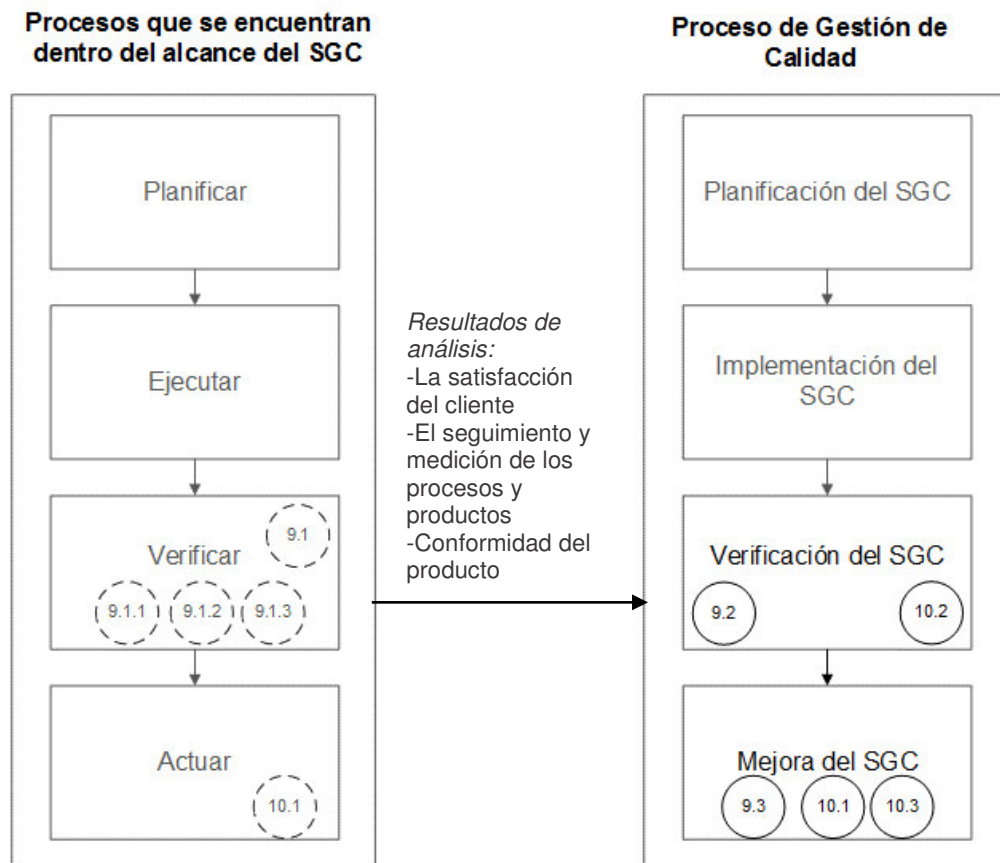 Procesos que se encuentran
dentro del alcance del SGC
Planificar
Ejecutar
Verificar
9.1
9.1.1
9.1.2
9.1.3
Actuar
10.1
Resultados de
análisis:
-La satisfacción
del cliente
-El seguimiento y
medición de los
procesos y
productos
-Conformidad del
producto
Proceso de Gestión de
Calidad
Planificación del SGC
Implementación del
SGC
Verificación del SGC
9.2
10.2
Mejora del SGC
9.3
10.1
10.3